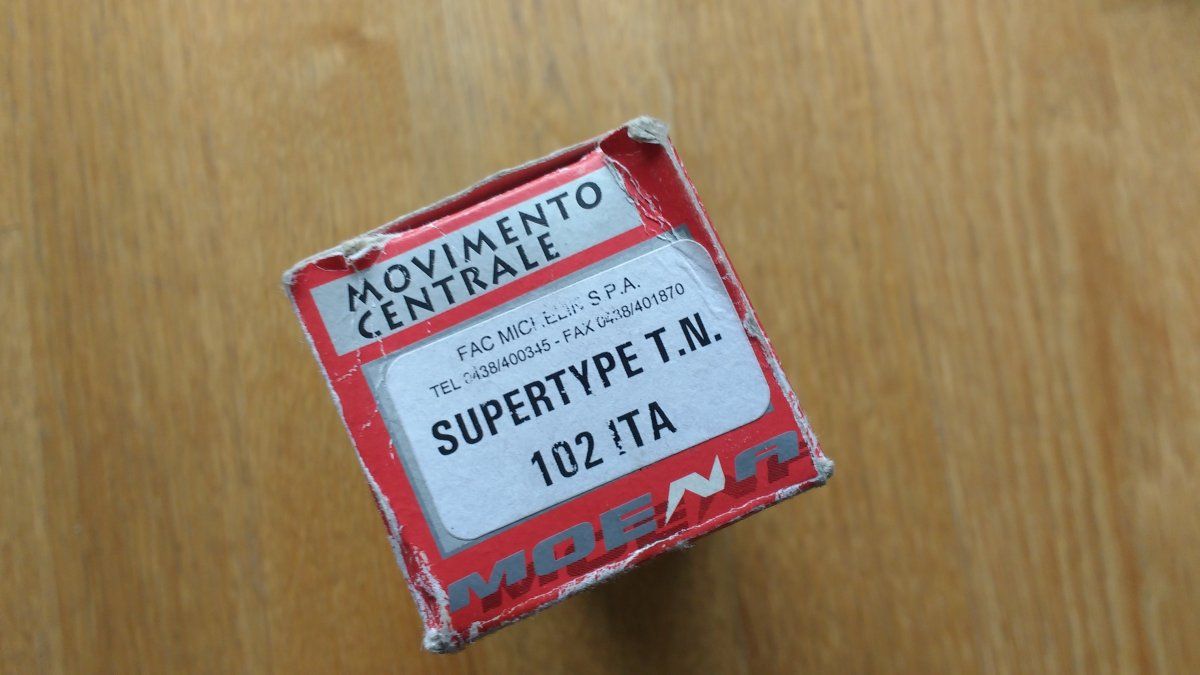 MOVIMENTO
CENTRALE
FAC MICHELIN S.P.A.
TEL 0438/400345 - FAX 0438/401870
SUPERTYPE T.N.
102 ITA
MOENA